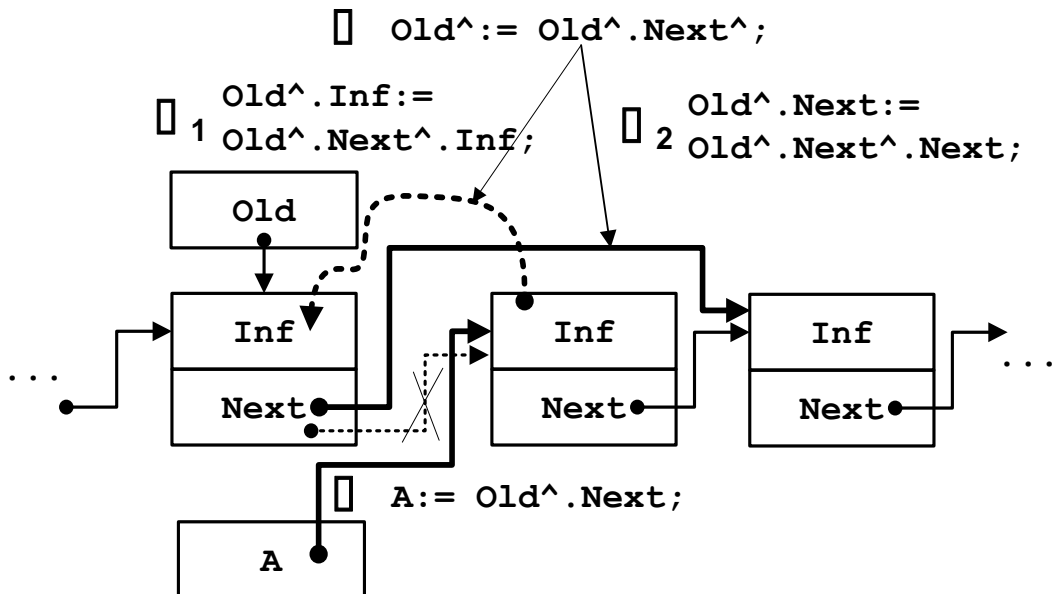 ▯ Old^:= Old^.Next^;
▯ 1 Old^.Inf:=
Old^.Next^.Inf;
▯ 2 Old^.Next:=
Old^.Next^.Next;
Old
Inf
Inf
Inf
...
...
Next
Next
Next
▯ A:= Old^.Next;
A